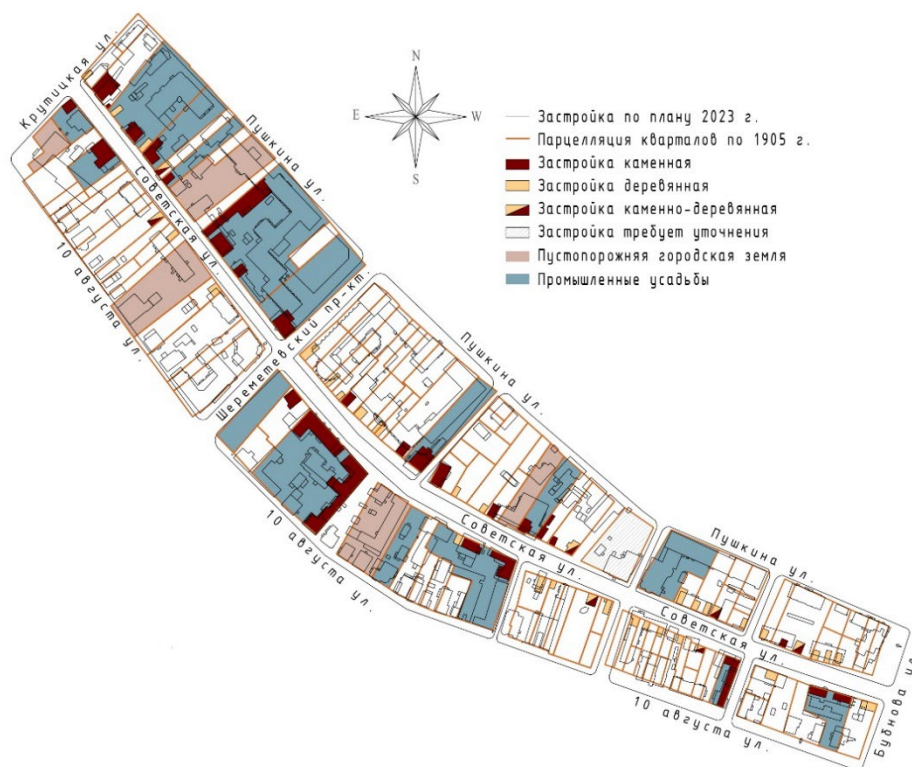 Крутицкая ул.
Пушкина ул.
Советская ул.
10 августа ул.
Шереметевский пр-кт.
N
E
W
S
Застройка по плану 2023 г.
Парцелляция кварталов по 1905 г.
Застройка каменная
Застройка деревянная
Застройка каменно-деревянная
Застройка требует уточнения
Пустопорожняя городская земля
Промышленные усадьбы
Пушкина ул.
10 августа ул.
Советская ул.
Пушкина ул.
Советская ул.
10 августа ул.
Бубнова ул.